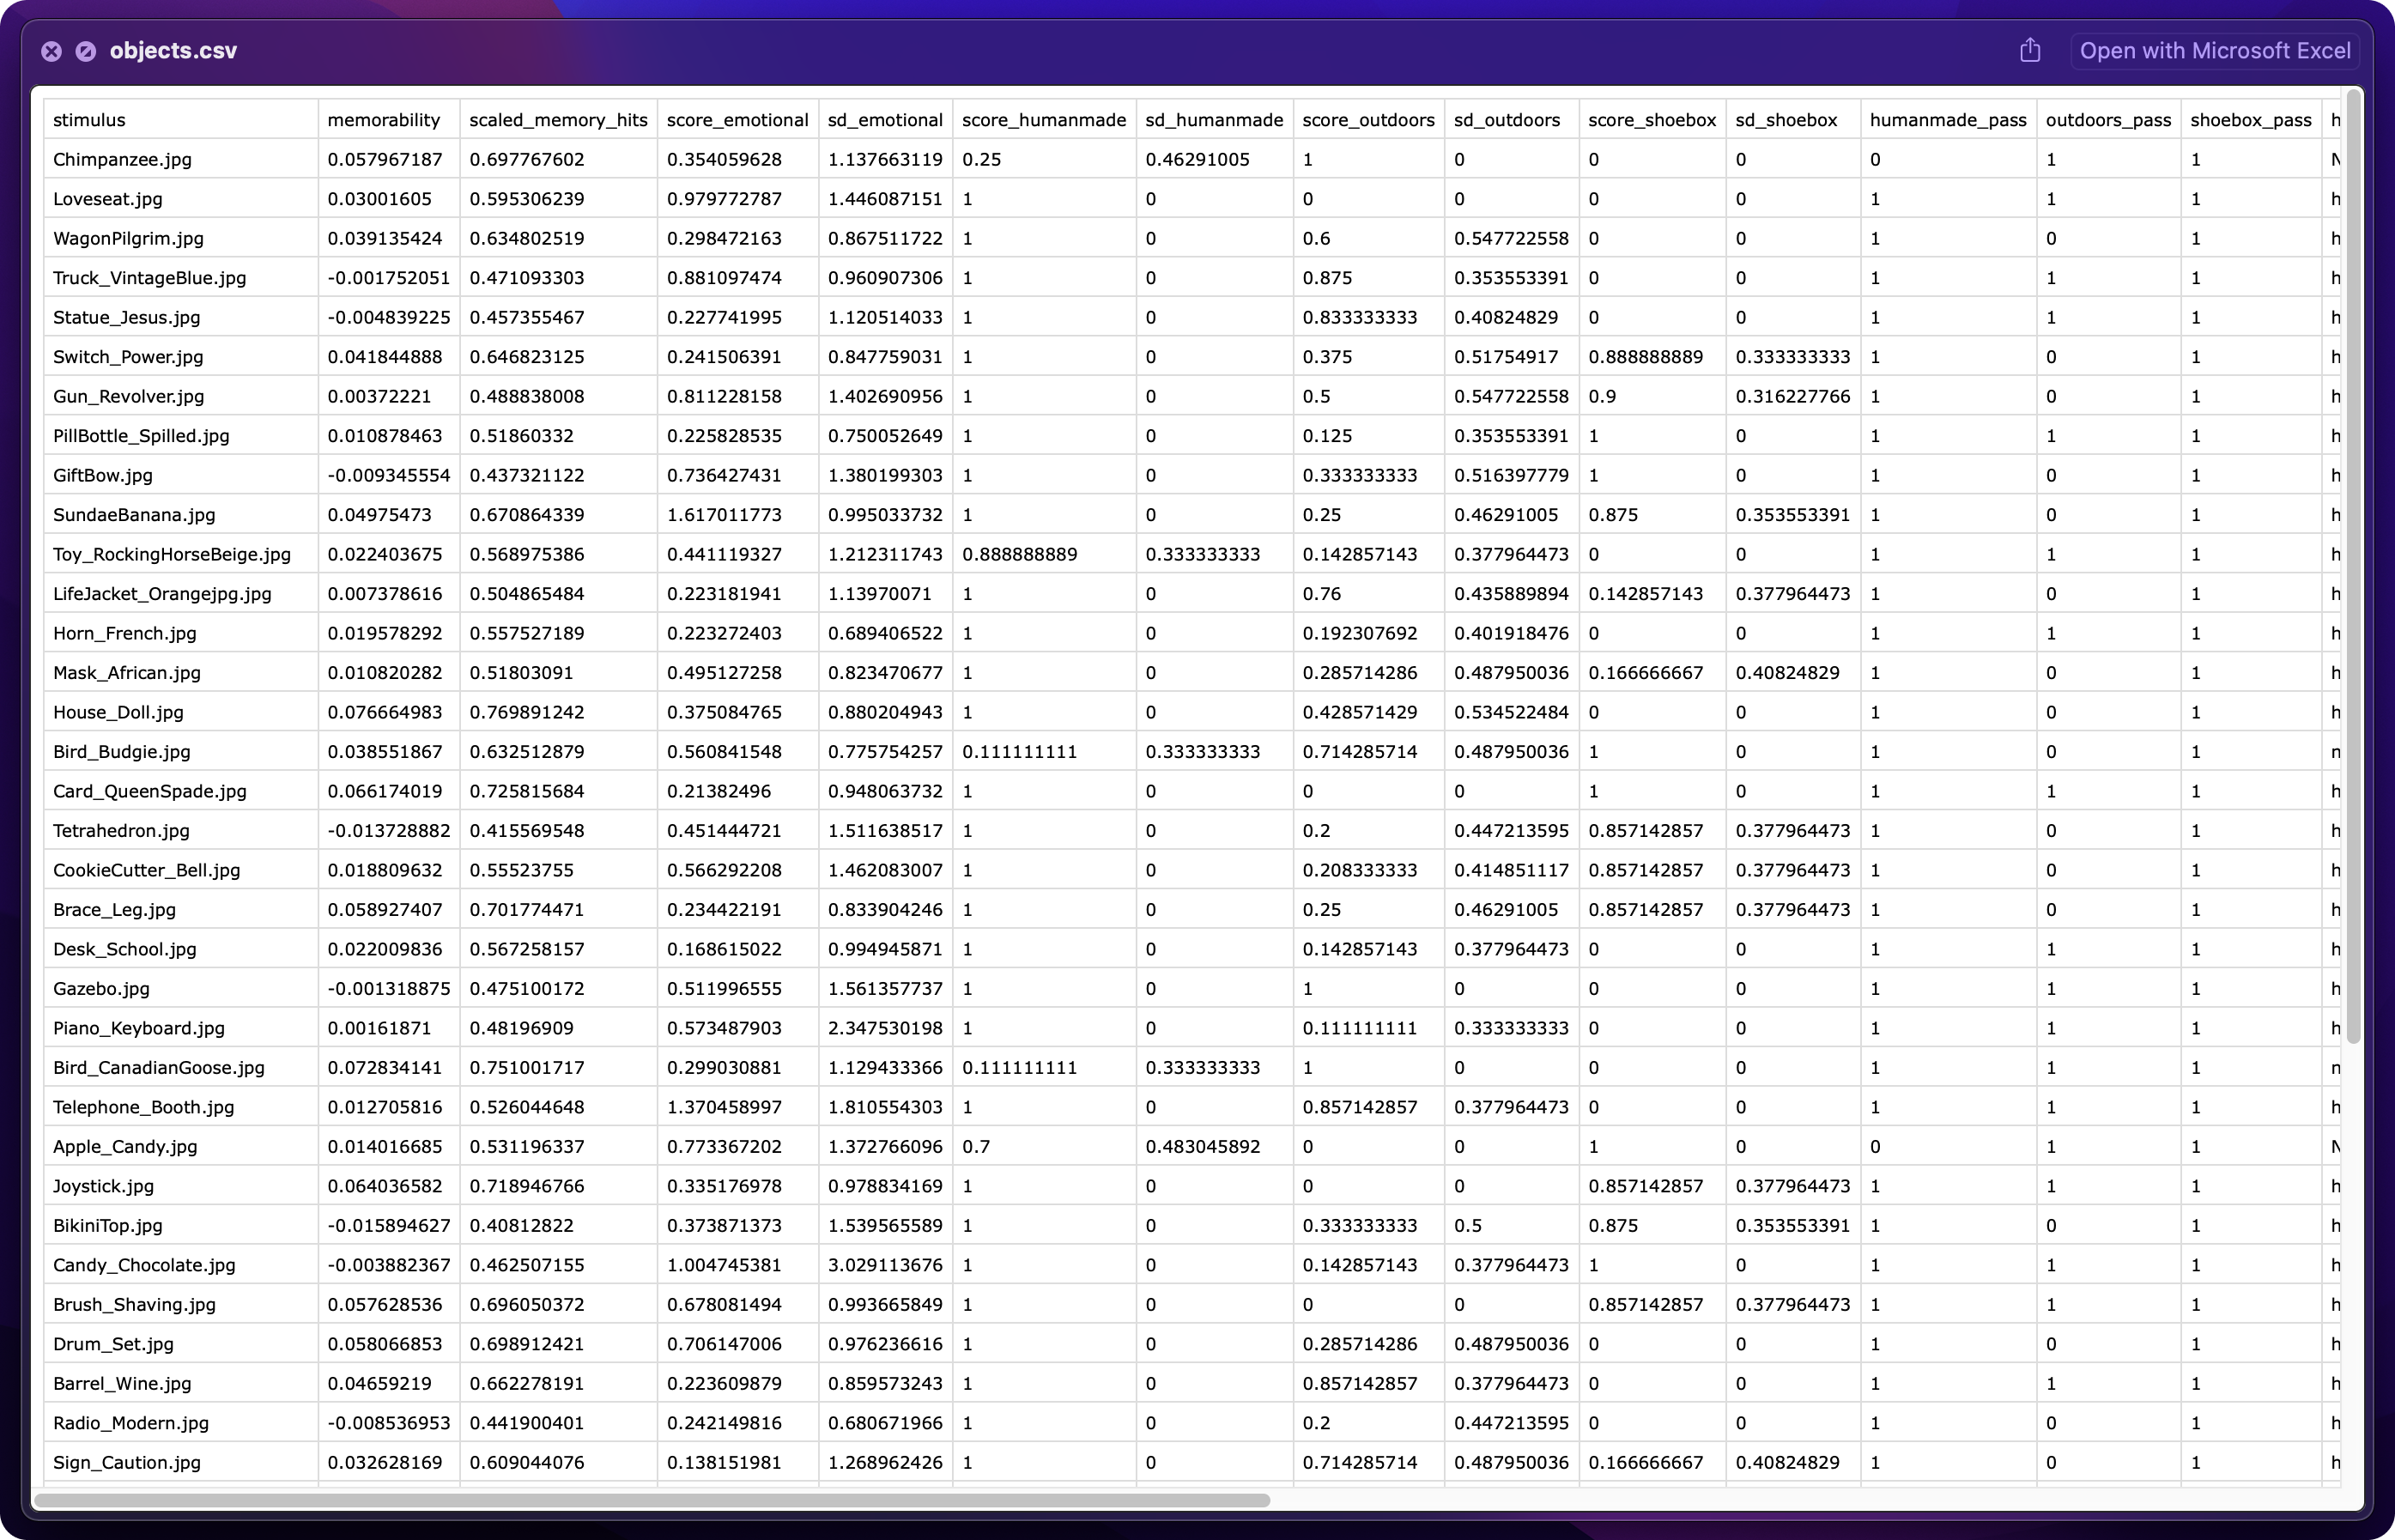 objects.csv Open with Microsoft Excel
stimulus memorability scaled_memory_hits score_emotional sd_emotional score_humanmade sd_humanmade score_outdoors sd_outdoors score_shoebox sd_shoebox humanmade_pass outdoors_pass shoebox_pass h
Chimpanzee.jpg 0.057967187 0.697767602 0.354059628 1.137663119 0.25 0.46291005 1 0 0 0 0 1 1 N
Loveseat.jpg 0.03001605 0.595306239 0.979772787 1.446087151 1 0 0 0 0 0 1 1 1 h
WagonPilgrim.jpg 0.039135424 0.634802519 0.298472163 0.867511722 1 0 0.6 0.547722558 0 0 1 0 1 h
Truck_VintageBlue.jpg -0.001752051 0.471093303 0.881097474 0.960907306 1 0 0.875 0.353553391 0 0 1 1 1 h
Statue_Jesus.jpg -0.004839225 0.457355467 0.227741995 1.120514033 1 0 0.833333333 0.40824829 0 0 1 1 1 h
Switch_Power.jpg 0.041844888 0.646823125 0.241506391 0.847759031 1 0 0.375 0.51754917 0.888888889 0.333333333 1 0 1 h
Gun_Revolver.jpg 0.00372221 0.488838008 0.811228158 1.402690956 1 0 0.5 0.547722558 0.9 0.316227766 1 0 1 h
PillBottle_Spilled.jpg 0.010878463 0.51860332 0.225828535 0.750052649 1 0 0.125 0.353553391 1 0 1 1 1 h
GiftBow.jpg -0.009345554 0.437321122 0.736427431 1.380199303 1 0 0.333333333 0.516397779 1 0 1 0 1 h
SundaeBanana.jpg 0.04975473 0.670864339 1.617011773 0.995033732 1 0 0.25 0.46291005 0.875 0.353553391 1 0 1 h
Toy_RockingHorseBeige.jpg 0.022403675 0.568975386 0.441119327 1.212311743 0.888888889 0.333333333 0.142857143 0.377964473 0 0 1 1 1 h
LifeJacket_Orangejpg.jpg 0.007378616 0.504865484 0.223181941 1.13970071 1 0 0.76 0.435889894 0.142857143 0.377964473 1 0 1 h
Horn_French.jpg 0.019578292 0.557527189 0.223272403 0.689406522 1 0 0.192307692 0.401918476 0 0 1 1 1 h
Mask_African.jpg 0.010820282 0.51803091 0.495127258 0.823470677 1 0 0.285714286 0.487950036 0.166666667 0.40824829 1 0 1 h
House_Doll.jpg 0.076664983 0.769891242 0.375084765 0.880204943 1 0 0.428571429 0.534522484 0 0 1 0 1 h
Bird_Budgie.jpg 0.038551867 0.632512879 0.560841548 0.775754257 0.111111111 0.333333333 0.714285714 0.487950036 1 0 1 0 1 n
Card_QueenSpade.jpg 0.066174019 0.725815684 0.21382496 0.948063732 1 0 0 0 1 0 1 1 1 h
Tetrahedron.jpg -0.013728882 0.415569548 0.451444721 1.511638517 1 0 0.2 0.447213595 0.857142857 0.377964473 1 0 1 h
CookieCutter_Bell.jpg 0.018809632 0.55523755 0.566292208 1.462083007 1 0 0.208333333 0.414851117 0.857142857 0.377964473 1 0 1 h
Brace_Leg.jpg 0.058927407 0.701774471 0.234422191 0.833904246 1 0 0.25 0.46291005 0.857142857 0.377964473 1 0 1 h
Desk_School.jpg 0.022009836 0.567258157 0.168615022 0.994945871 1 0 0.142857143 0.377964473 0 0 1 1 1 h
Gazebo.jpg -0.001318875 0.475100172 0.511996555 1.561357737 1 0 1 0 0 0 1 1 1 h
Piano_Keyboard.jpg 0.00161871 0.48196909 0.573487903 2.347530198 1 0 0.111111111 0.333333333 0 0 1 1 1 h
Bird_CanadianGoose.jpg 0.072834141 0.751001717 0.299030881 1.129433366 0.111111111 0.333333333 1 0 0 0 1 1 1 n
Telephone_Booth.jpg 0.012705816 0.526044648 1.370458997 1.810554303 1 0 0.857142857 0.377964473 0 0 1 1 1 h
Apple_Candy.jpg 0.014016685 0.531196337 0.773367202 1.372766096 0.7 0.483045892 0 0 1 0 0 1 1 N
Joystick.jpg 0.064036582 0.718946766 0.335176978 0.978834169 1 0 0 0 0.857142857 0.377964473 1 1 1 h
BikiniTop.jpg -0.015894627 0.40812822 0.373871373 1.539565589 1 0 0.333333333 0.5 0.875 0.353553391 1 0 1 h
Candy_Chocolate.jpg -0.003882367 0.462507155 1.004745381 3.029113676 1 0 0.142857143 0.377964473 1 0 1 1 1 h
Brush_Shaving.jpg 0.057628536 0.696050372 0.678081494 0.993665849 1 0 0 0 0.857142857 0.377964473 1 1 1 h
Drum_Set.jpg 0.058066853 0.698912421 0.706147006 0.976236616 1 0 0.285714286 0.487950036 0 0 1 0 1 h
Barrel_Wine.jpg 0.04659219 0.662278191 0.223609879 0.859573243 1 0 0.857142857 0.377964473 0 0 1 1 1 h
Radio_Modern.jpg -0.008536953 0.441900401 0.242149816 0.680671966 1 0 0.2 0.447213595 0 0 1 0 1 h
Sign_Caution.jpg 0.032628169 0.609044076 0.138151981 1.268962426 1 0 0.714285714 0.487950036 0.166666667 0.40824829 1 0 1 h